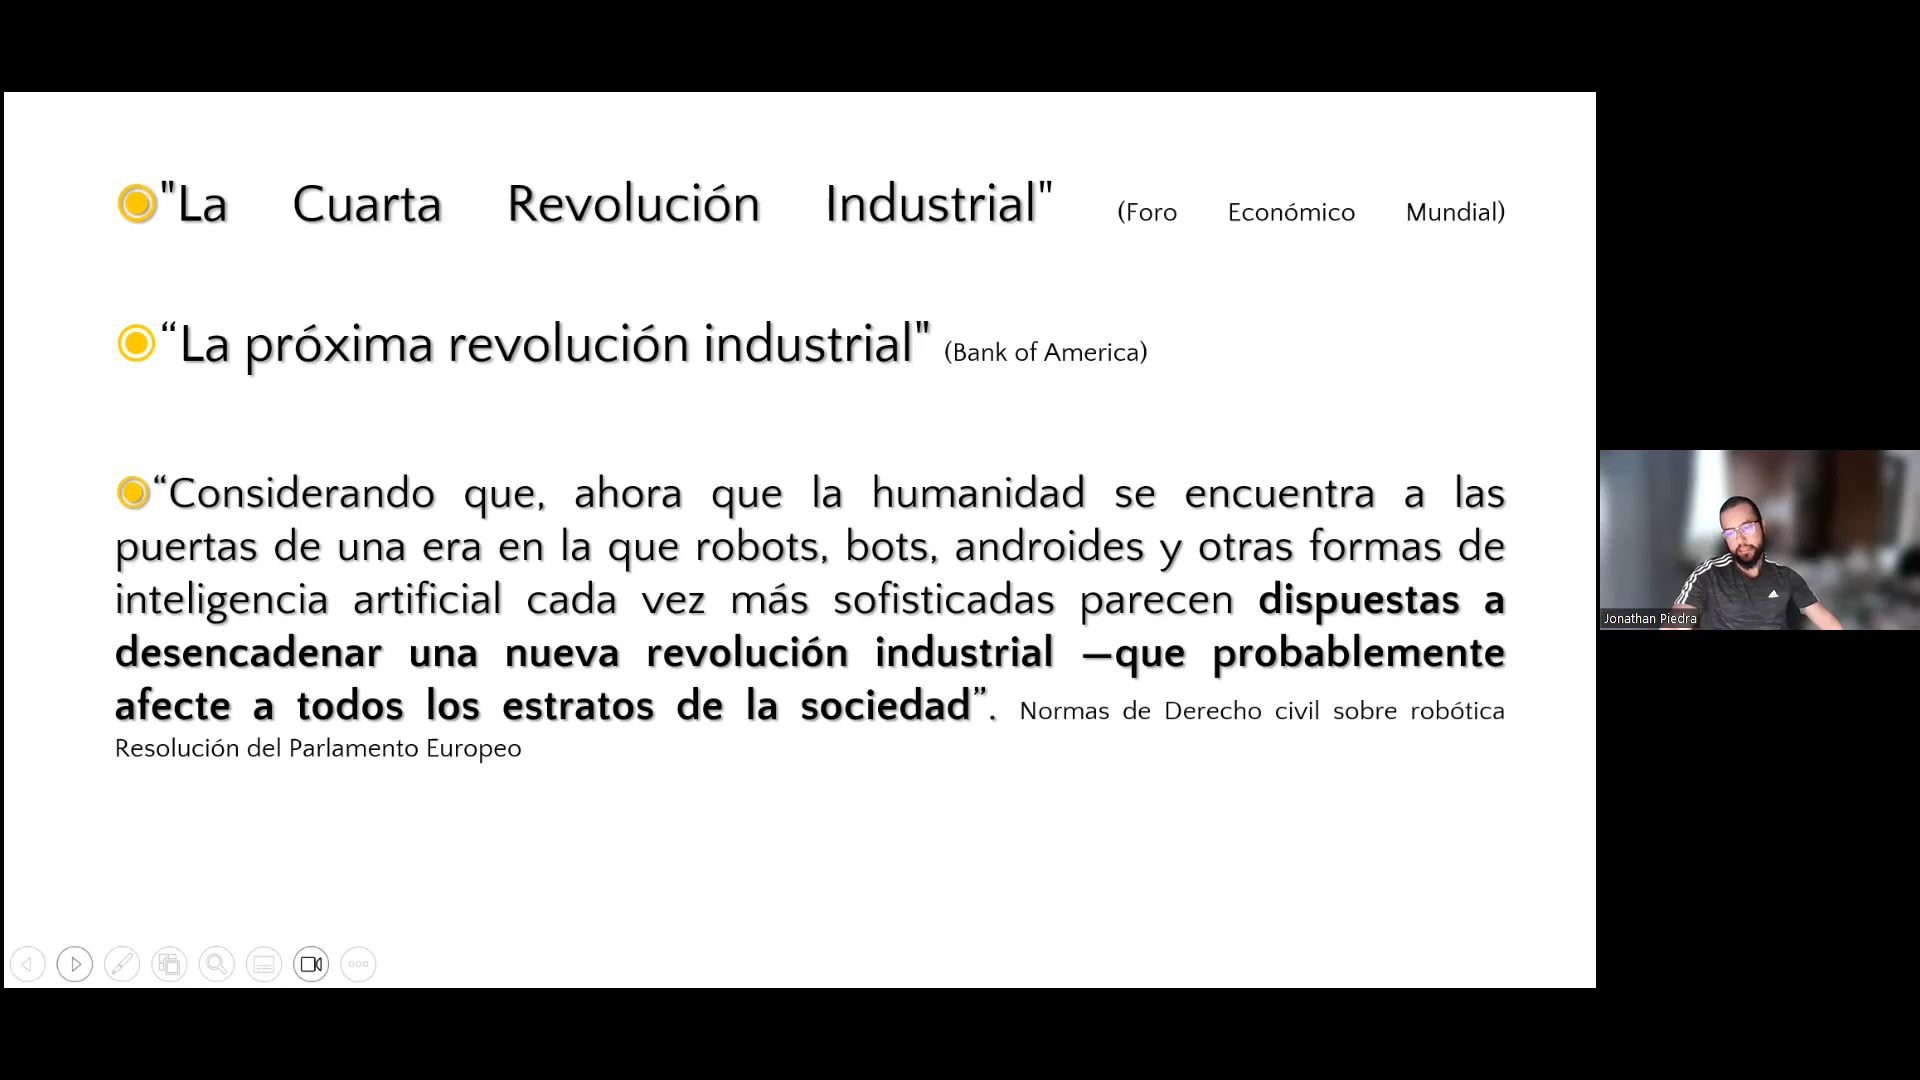 "La Cuarta Revolución Industrial" (Foro Económico Mundial)
“La próxima revolución industrial" (Bank of America)
“Considerando que, ahora que la humanidad se encuentra a las
puertas de una era en la que robots, bots, androides y otras formas de
inteligencia artificial cada vez más sofisticadas parecen dispuestas a
desencadenar una nueva revolución industrial —que probablemente
afecte a todos los estratos de la sociedad”. Normas de Derecho civil sobre robótica
Resolución del Parlamento Europeo
Jonathan Piedra